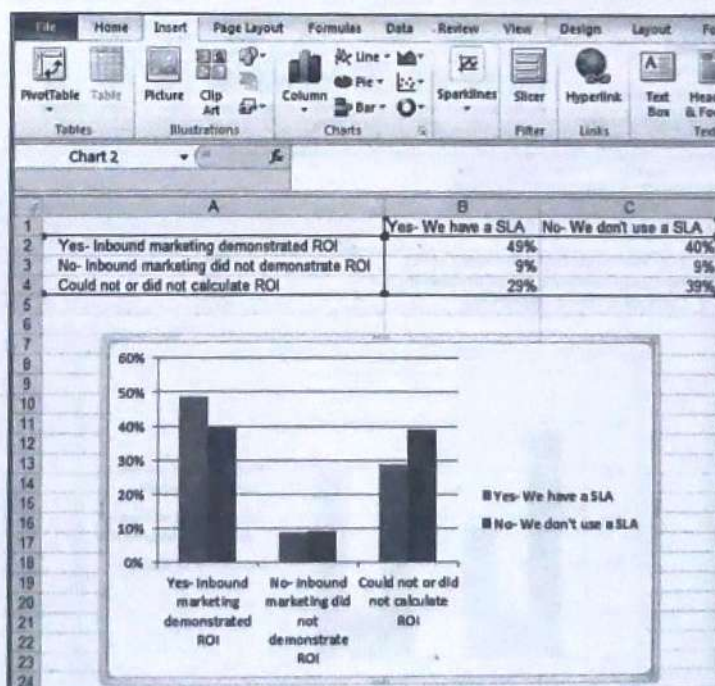 File Home Insert Page Layout Formulas Data Review View Design Layout Fo
PivotTable Table Picture Clip Art Column Line Pie Bar Sparklines Slicer Hyperlink Text Box Head & Fo
Tables Illustrations Charts Filter Links Text
Chart 2 fx
A B C
1 Yes- We have a SLA No- We don't use a SLA
2 Yes- Inbound marketing demonstrated ROI 49% 40%
3 No- Inbound marketing did not demonstrate ROI 9% 9%
4 Could not or did not calculate ROI 29% 39%
5
6
7
8
9
10
11
12
13
14
15
16
17
18
19
20
21
22
23
24
60%
50%
40%
30%
20%
10%
0%
Yes- Inbound marketing demonstrated ROI
No- Inbound marketing did not demonstrate ROI
Could not or did not calculate ROI
Yes- We have a SLA
No- We don't use a SLA